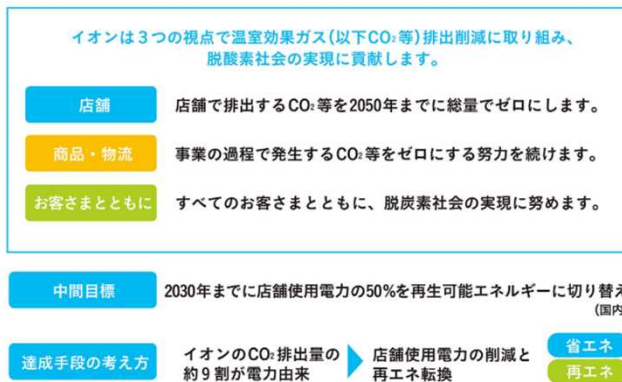 イオンは３つの視点で温室効果ガス(以下CO₂等)排出削減に取り組み、
脱酸素社会の実現に貢献します。
店舗
店舗で排出するCO₂等を2050年までに総量でゼロにします。
商品・物流
事業の過程で発生するCO₂等をゼロにする努力を続けます。
お客さまとともに
すべてのお客さまとともに、脱炭素社会の実現に努めます。
中間目標
2030年までに店舗使用電力の50%を再生可能エネルギーに切り替え
(国内
達成手段の考え方
イオンのCO₂排出量の
約９割が電力由来
店舗使用電力の削減と
再エネ転換
省エネ
再エネ